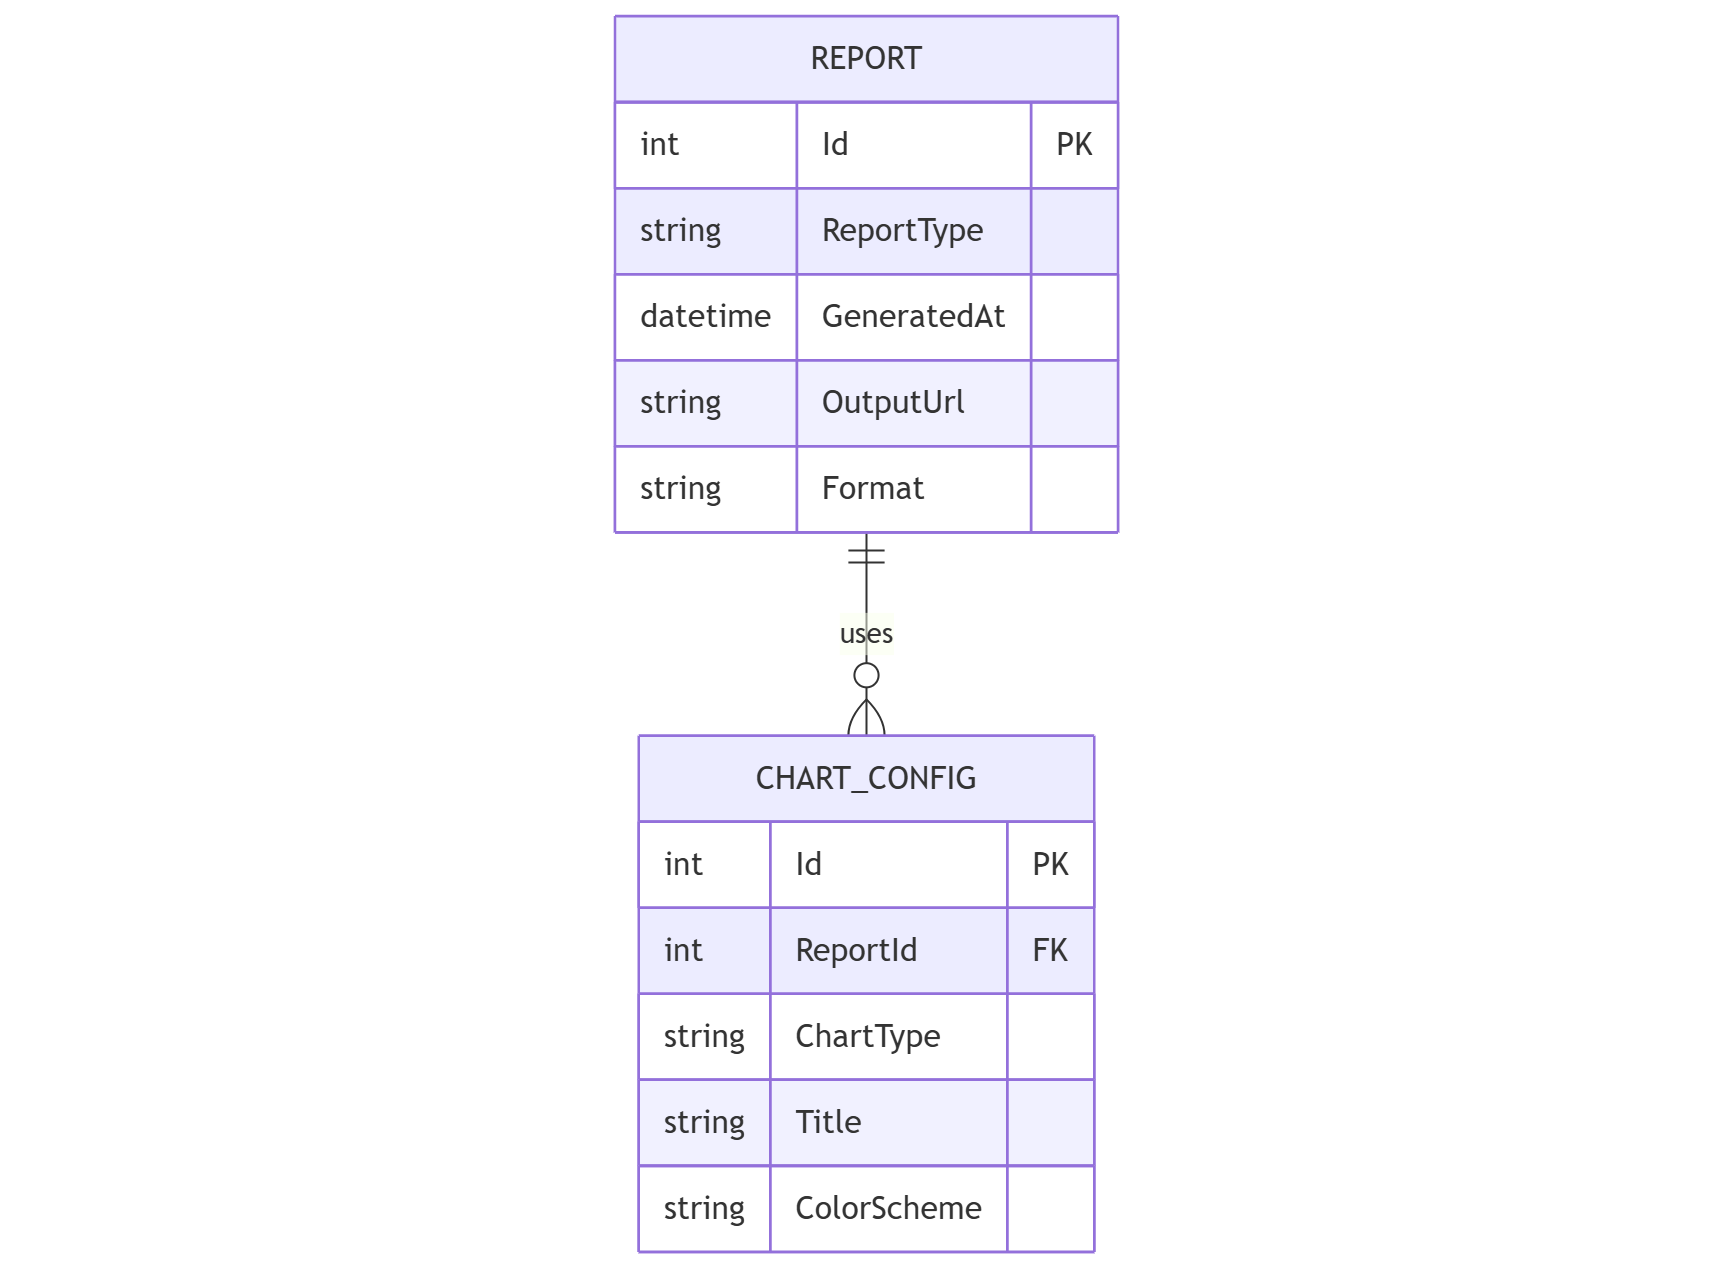 REPORT
int Id PK
string ReportType
datetime GeneratedAt
string OutputUrl
string Format
uses
CHART_CONFIG
int Id PK
int ReportId FK
string ChartType
string Title
string ColorScheme